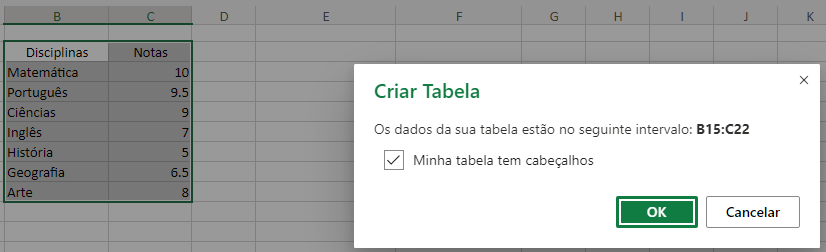 B C D E F G H I J K
Disciplinas Notas
Matemática 10
Português 9.5
Ciências 9
Inglês 7
História 5
Geografia 6.5
Arte 8
Criar Tabela
Os dados da sua tabela estão no seguinte intervalo: B15:C22
Minha tabela tem cabeçalhos
OK Cancelar